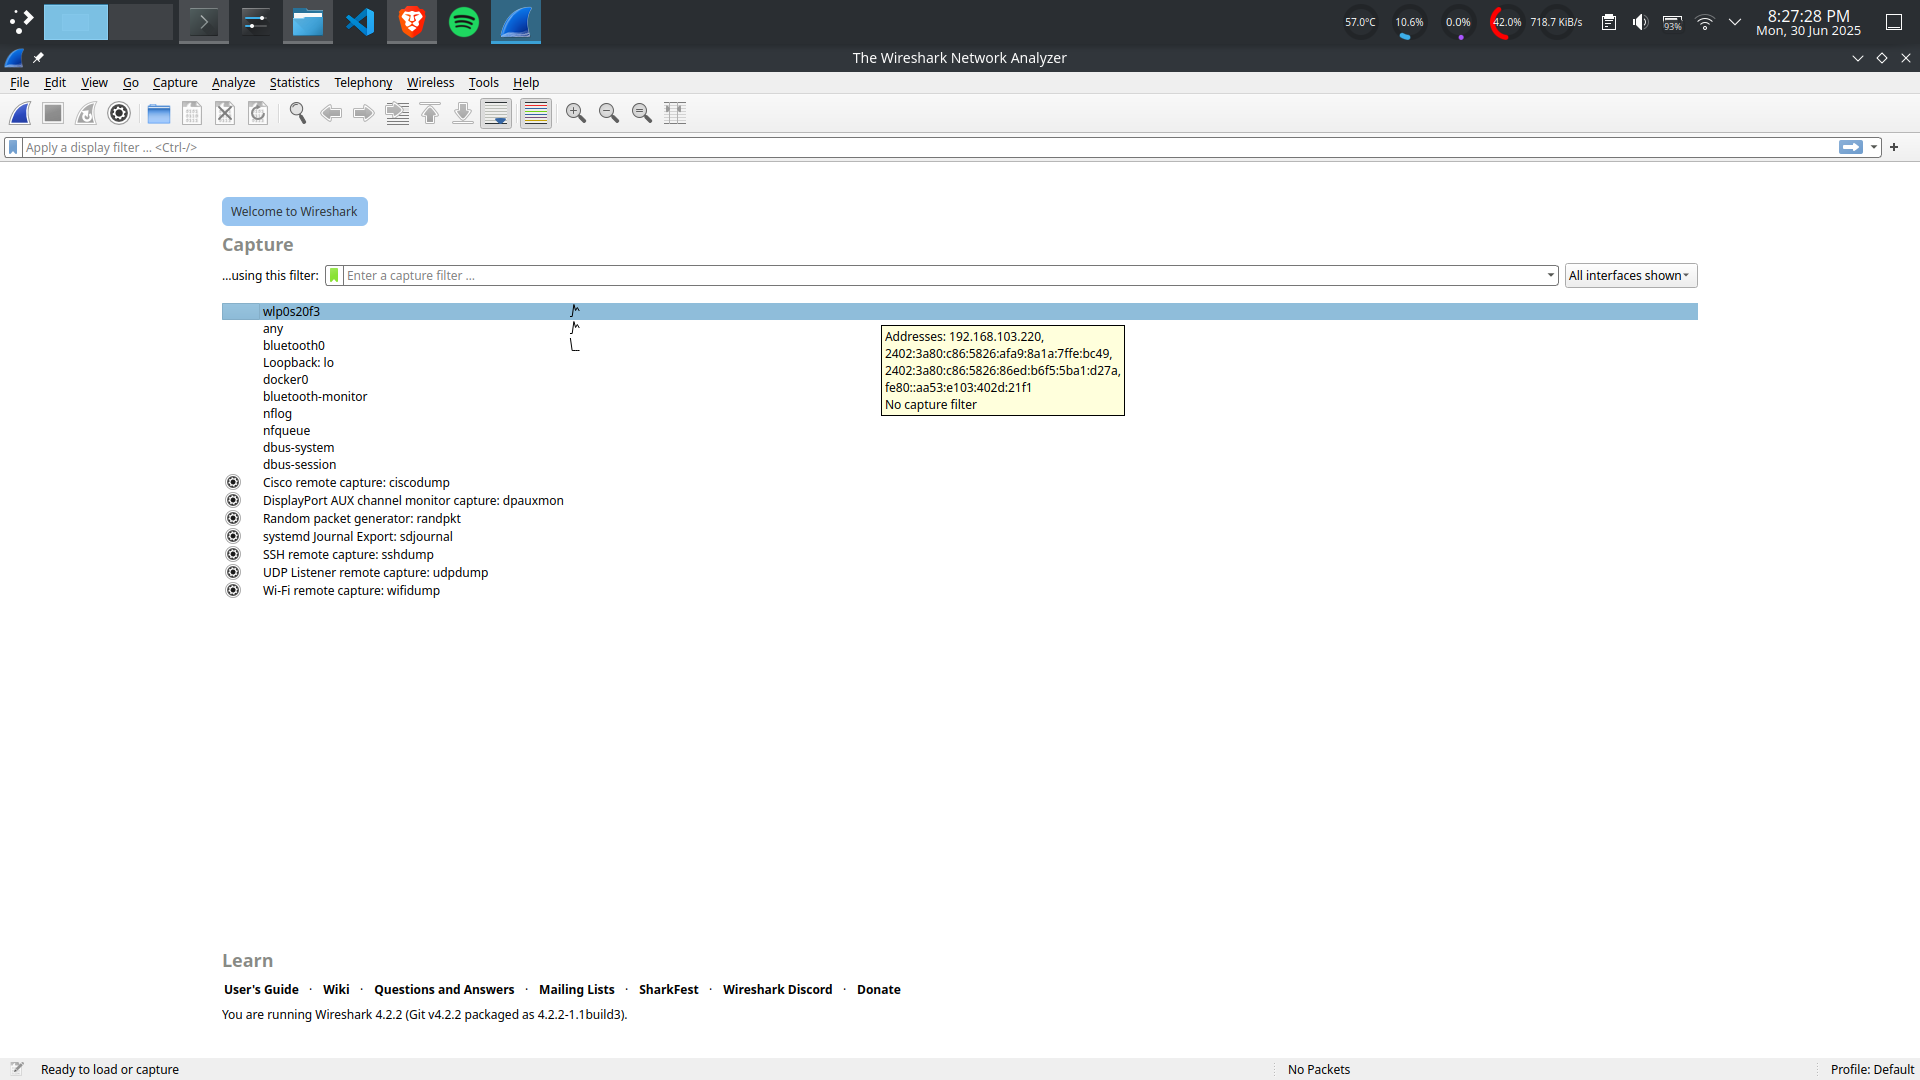 57.0°C 10.6% 0.0% 42.0% 718.7 KiB/s 93% 8:27:28 PM
Mon, 30 Jun 2025
The Wireshark Network Analyzer
File Edit View Go Capture Analyze Statistics Telephony Wireless Tools Help
Apply a display filter ... <Ctrl-/>
Welcome to Wireshark
Capture
...using this filter: Enter a capture filter ... All interfaces shown
wlp0s20f3
any
bluetooth0
Loopback: lo
docker0
bluetooth-monitor
nflog
nfqueue
dbus-system
dbus-session
Cisco remote capture: ciscodump
DisplayPort AUX channel monitor capture: dpauxmon
Random packet generator: randpkt
systemd Journal Export: sdjournal
SSH remote capture: sshdump
UDP Listener remote capture: udpdump
Wi-Fi remote capture: wifidump
Addresses: 192.168.103.220,
2402:3a80:c86:5826:afa9:8a1a:7ffe:bc49,
2402:3a80:c86:5826:86ed:b6f5:5ba1:d27a,
fe80::aa53:e103:402d:21f1
No capture filter
Learn
User's Guide · Wiki · Questions and Answers · Mailing Lists · SharkFest · Wireshark Discord · Donate
You are running Wireshark 4.2.2 (Git v4.2.2 packaged as 4.2.2-1.1build3).
Ready to load or capture No Packets Profile: Default